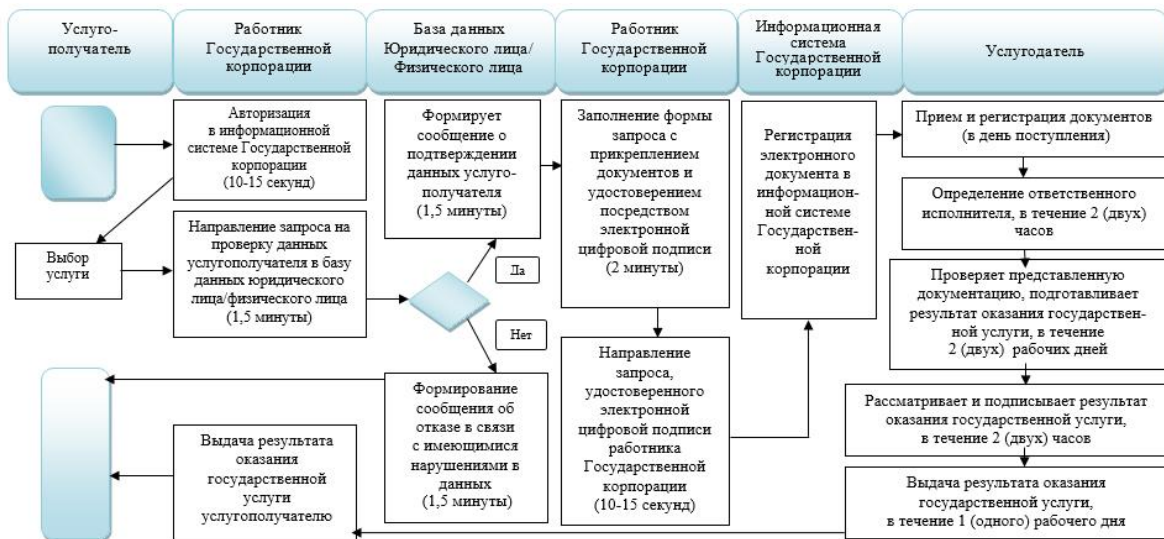 Услуго-
получатель
Работник
Государственной
корпорации
База данных
Юридического лица/
Физического лица
Работник
Государственной
корпорации
Информационная
система
Государственной
корпорации
Услугодатель
Авторизация
в информационной
системе Государственной
корпорации
(10-15 секунд)
Выбор
услуги
Направление запроса на
проверку данных
услугополучателя в базу
данных юридического
лица/физического лица
(1,5 минуты)
Формирует
сообщение о
подтверждении
данных услуго-
получателя
(1,5 минуты)
Да
Нет
Формирование
сообщения об
отказе в связи
с имеющимися
нарушениями в
данных
(1,5 минуты)
Заполнение формы
запроса с
прикреплением
документов и
удостоверением
посредством
электронной
цифровой подписи
(2 минуты)
Направление
запроса,
удостоверенного
электронной
цифровой подписи
работника
Государственной
корпорации
(10-15 секунд)
Регистрация
электронного
документа в
информацион-
ной системе
Государствен-
ной
корпорации
Прием и регистрация документов
(в день поступления)
Определение ответственного
исполнителя, в течение 2 (двух)
часов
Проверяет представленную
документацию, подготавливает
результат оказания государствен-
ной услуги, в течение
2 (двух) рабочих дней
Рассматривает и подписывает результат
оказания государственной услуги,
в течение 2 (двух) часов
Выдача результата оказания
государственной услуги,
в течение 1 (одного) рабочего дня
Выдача результата
оказания
государственной
услуги
услугополучателю